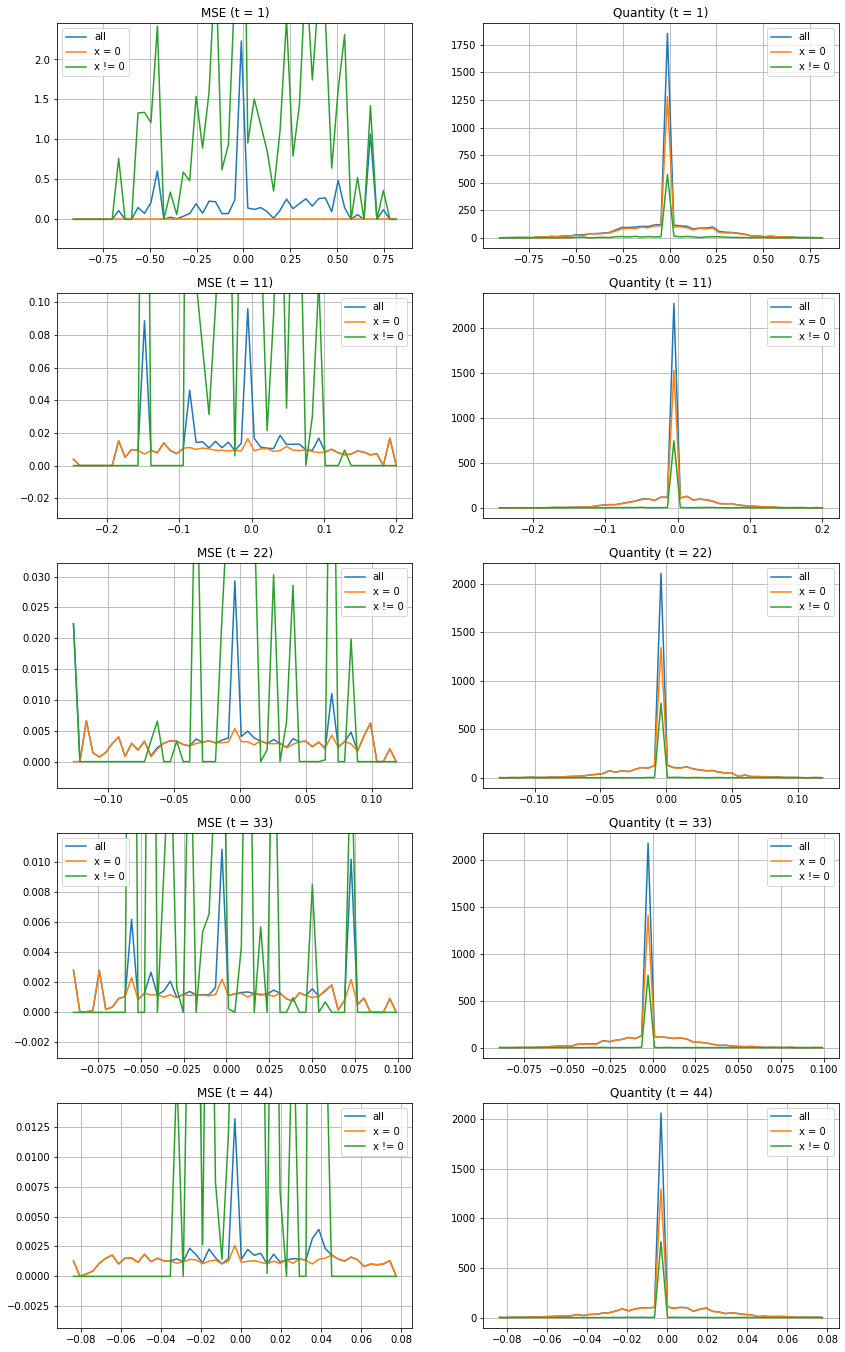 MSE (t = 1)
all
x = 0
x != 0
2.0
1.5
1.0
0.5
0.0
−0.75 −0.50 −0.25 0.00 0.25 0.50 0.75
Quantity (t = 1)
all
x = 0
x != 0
1750
1500
1250
1000
750
500
250
0
−0.75 −0.50 −0.25 0.00 0.25 0.50 0.75
MSE (t = 11)
all
x = 0
x != 0
0.10
0.08
0.06
0.04
0.02
0.00
−0.02
−0.2 −0.1 0.0 0.1 0.2
Quantity (t = 11)
all
x = 0
x != 0
2000
1500
1000
500
0
−0.2 −0.1 0.0 0.1 0.2
MSE (t = 22)
all
x = 0
x != 0
0.030
0.025
0.020
0.015
0.010
0.005
0.000
−0.10 −0.05 0.00 0.05 0.10
Quantity (t = 22)
all
x = 0
x != 0
2000
1500
1000
500
0
−0.10 −0.05 0.00 0.05 0.10
MSE (t = 33)
all
x = 0
x != 0
0.010
0.008
0.006
0.004
0.002
0.000
−0.002
−0.075 −0.050 −0.025 0.000 0.025 0.050 0.075 0.100
Quantity (t = 33)
all
x = 0
x != 0
2000
1500
1000
500
0
−0.075 −0.050 −0.025 0.000 0.025 0.050 0.075 0.100
MSE (t = 44)
all
x = 0
x != 0
0.0125
0.0100
0.0075
0.0050
0.0025
0.0000
−0.0025
−0.08 −0.06 −0.04 −0.02 0.00 0.02 0.04 0.06 0.08
Quantity (t = 44)
all
x = 0
x != 0
2000
1500
1000
500
0
−0.08 −0.06 −0.04 −0.02 0.00 0.02 0.04 0.06 0.08